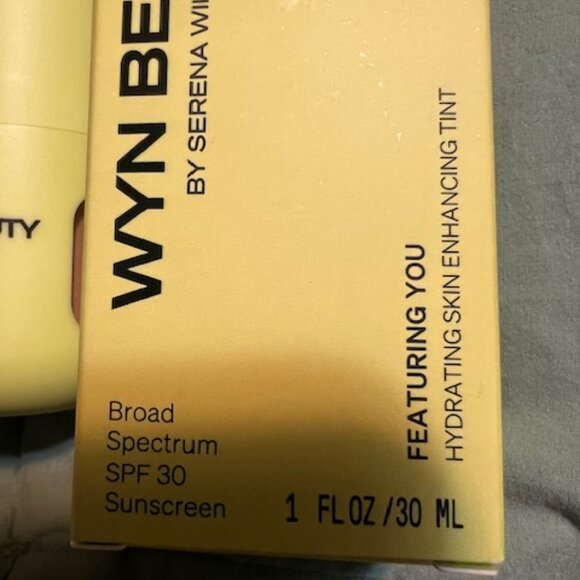 WYN BE
BY SERENA WIL
UTY
FEATURING YOU
HYDRATING SKIN ENHANCING TINT
Broad
Spectrum
SPF 30
Sunscreen
1 FL OZ/30 ML